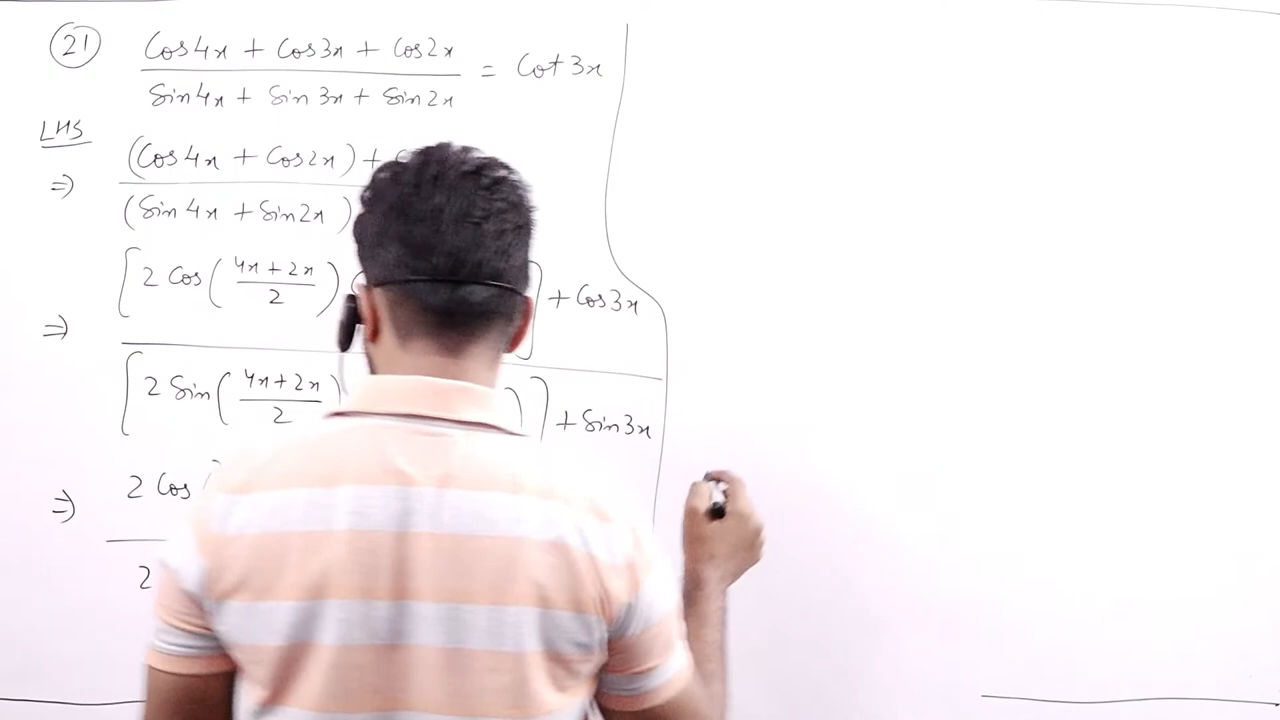 (21) Cos4x + Cos3x + Cos2x / Sin4x + Sin3x + Sin2x = Cot3x
LHS
⇒ (Cos4x + Cos2x) + / (Sin4x + Sin2x)
⇒ [2 Cos(4x+2x/2) ] + Cos3x / [2 Sin(4x+2x/2) )] + Sin3x
⇒ 2 Cos ( / 2